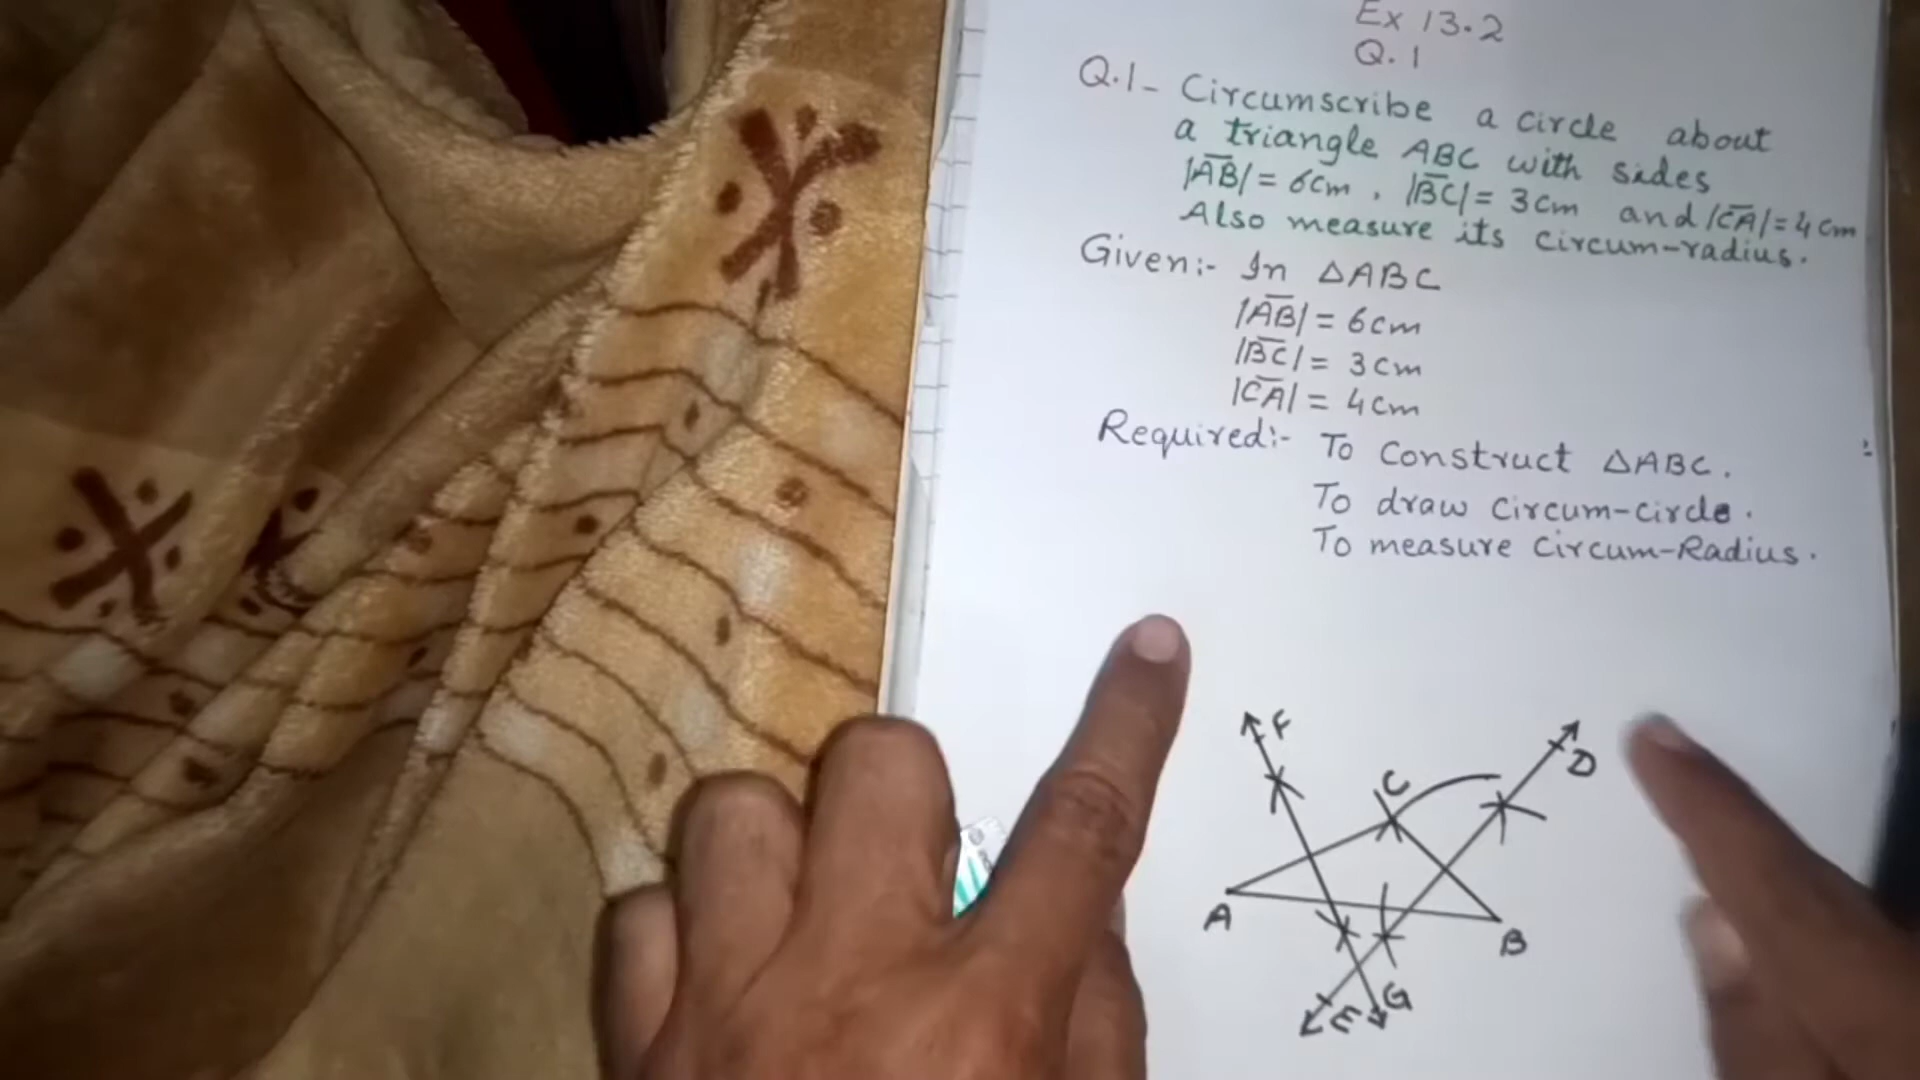 Ex 13.2
Q.1
Q.1- Circumscribe a circle about
a triangle ABC with sides
|AB| = 6cm , |BC| = 3cm and |CA| = 4cm
Also measure its circum-radius.
Given:- In △ABC
|AB| = 6cm
|BC| = 3cm
|CA| = 4cm
Required:- To Construct △ABC.
To draw circum-circle.
To measure Circum-Radius.
F
D
C
A
B
E
G